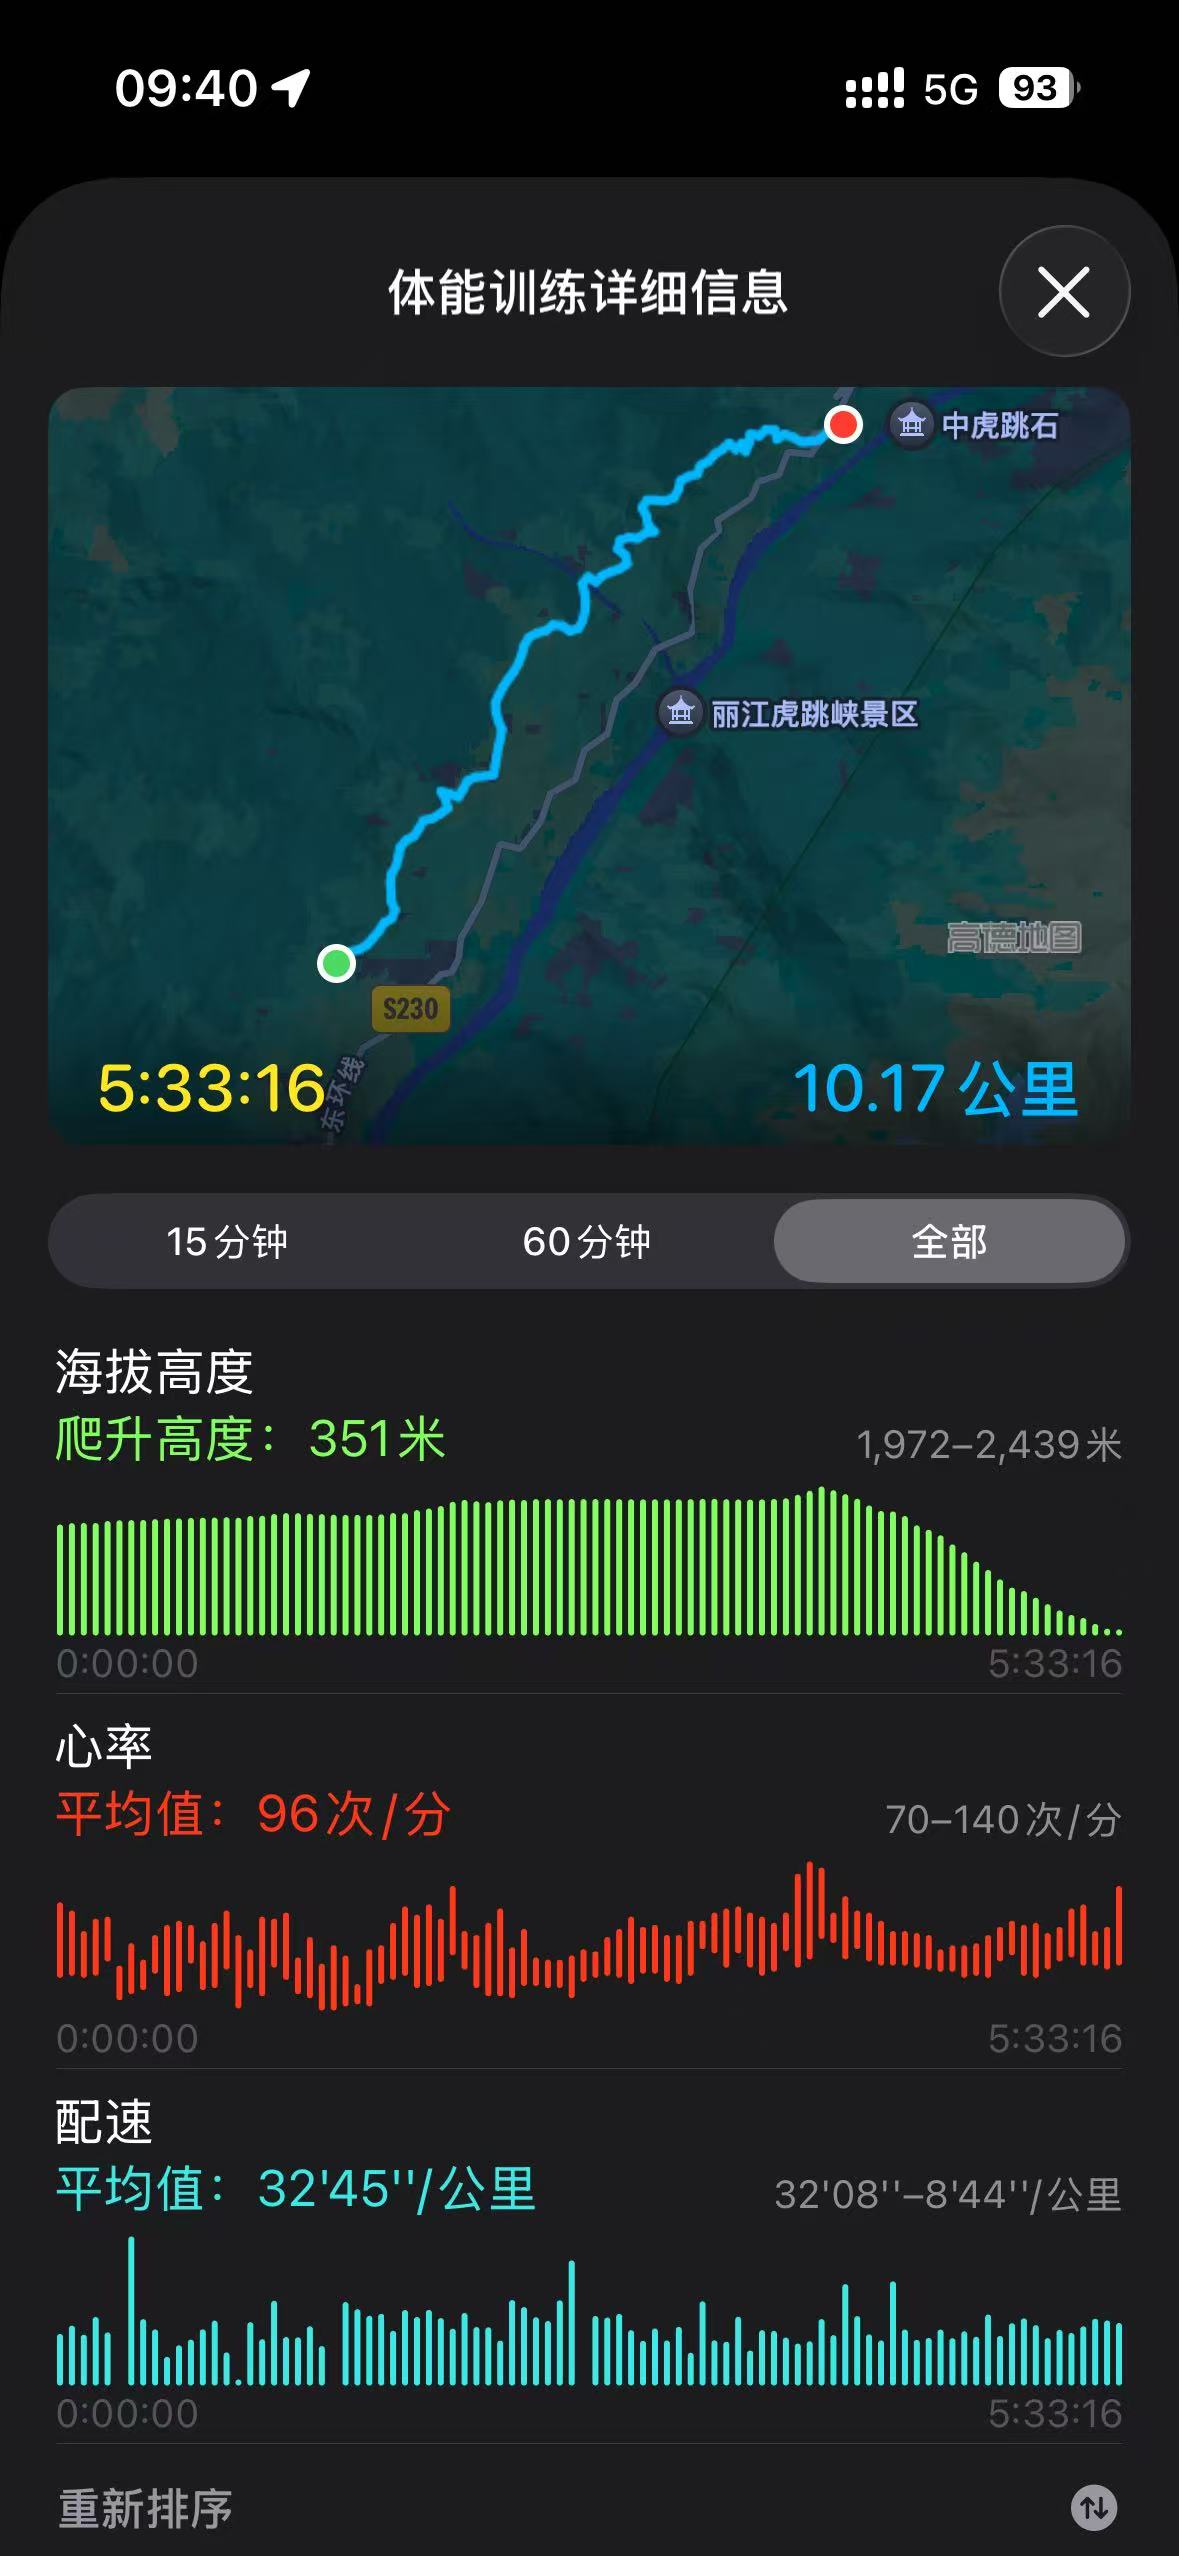 09:40
5G 93
体能训练详细信息
中虎跳石
丽江虎跳峡景区
高德地图
S230
东环线
5:33:16
10.17公里
15分钟 60分钟 全部
海拔高度
爬升高度：351米
1,972–2,439米
0:00:00 5:33:16
心率
平均值：96次/分
70–140次/分
0:00:00 5:33:16
配速
平均值：32'45''/公里
32'08''–8'44''/公里
0:00:00 5:33:16
重新排序